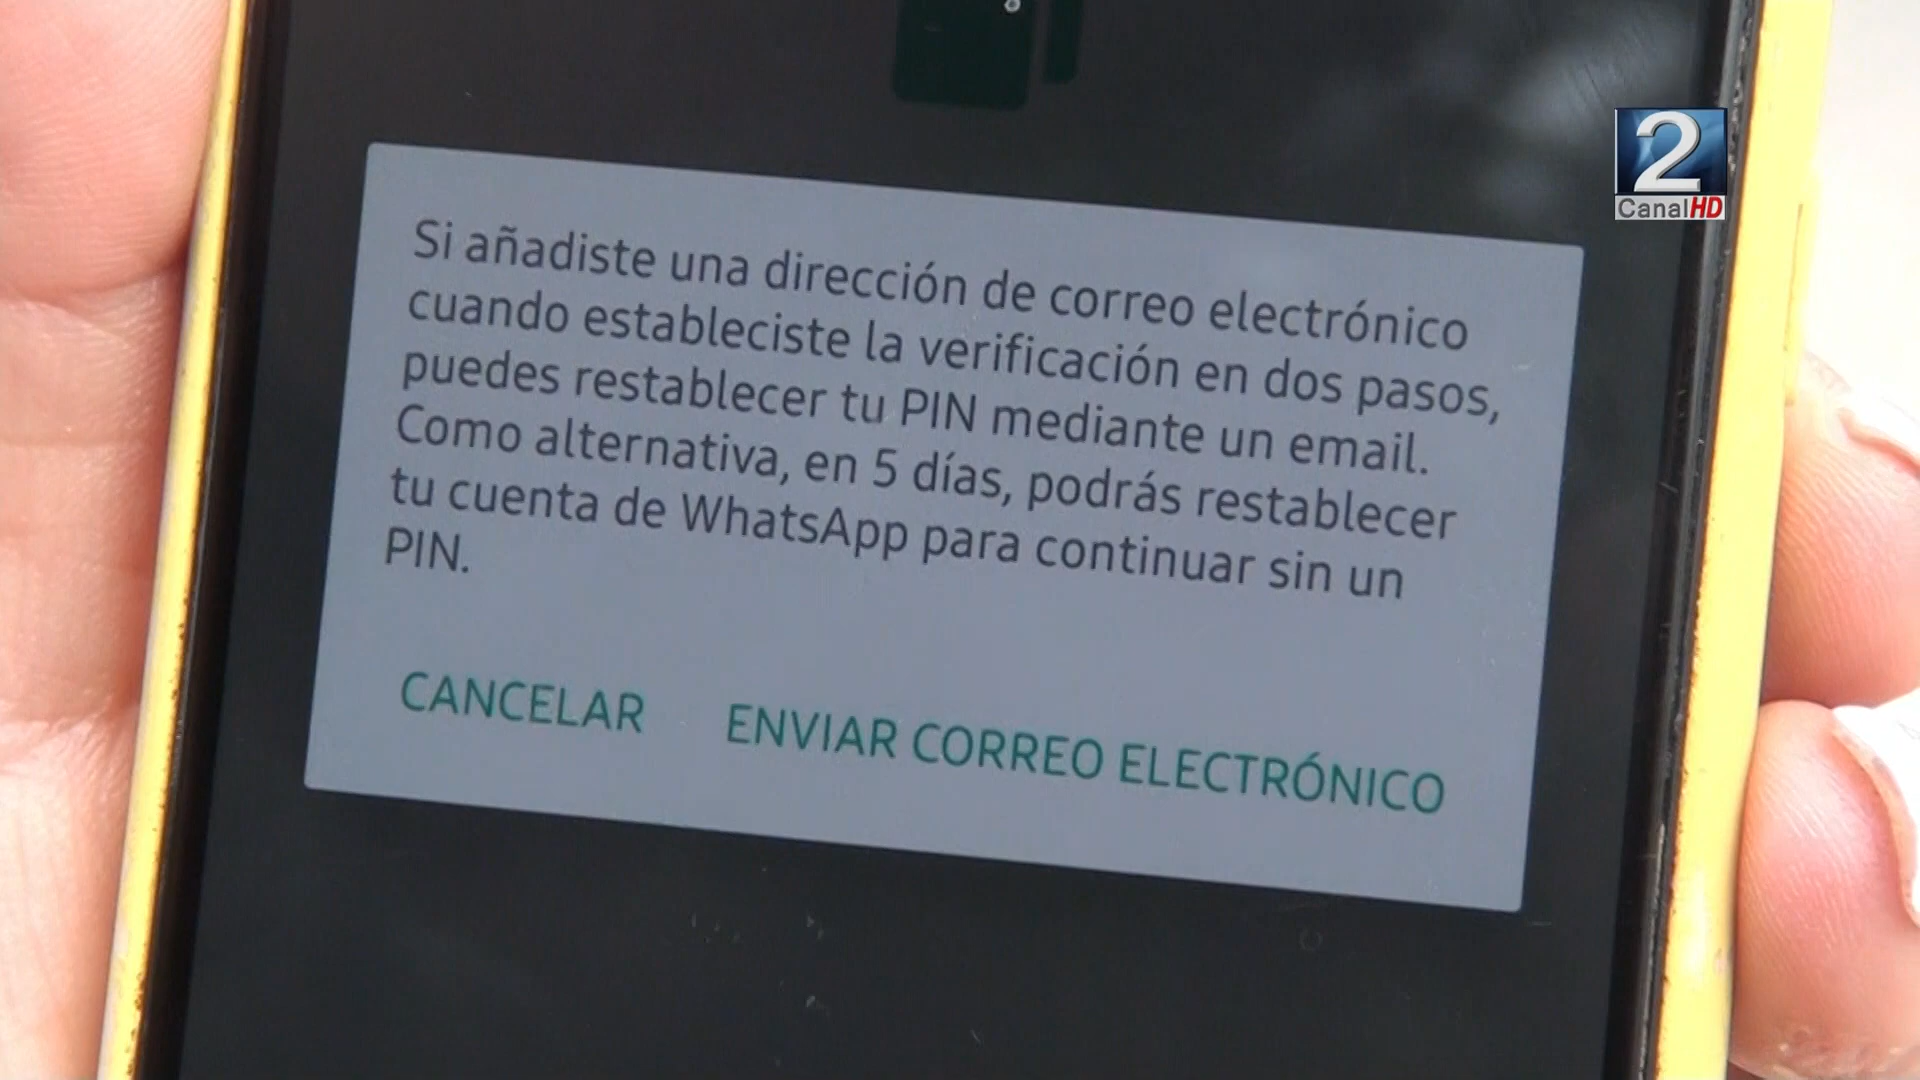 2
CanalHD
Si añadiste una dirección de correo electrónico
cuando estableciste la verificación en dos pasos,
puedes restablecer tu PIN mediante un email.
Como alternativa, en 5 días, podrás restablecer
tu cuenta de WhatsApp para continuar sin un
PIN.
CANCELAR ENVIAR CORREO ELECTRÓNICO